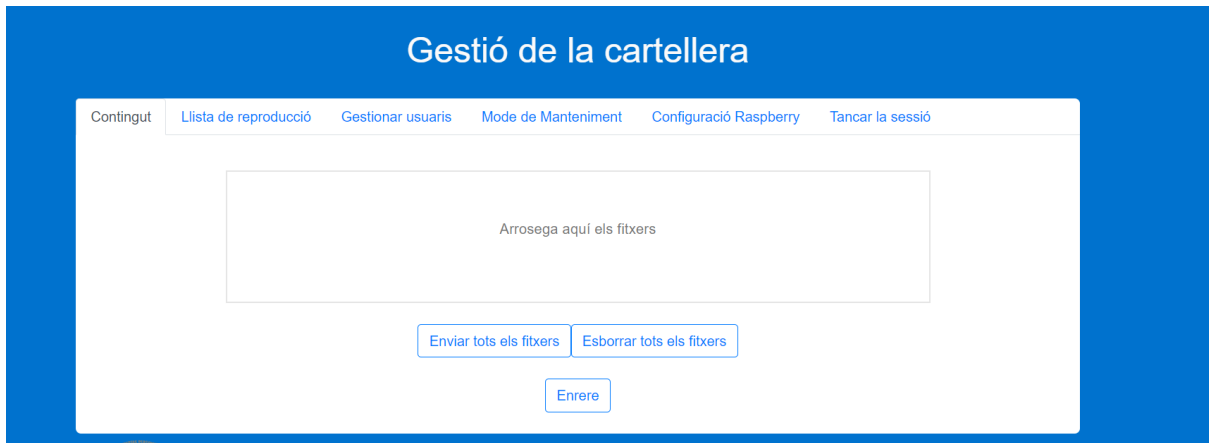 Gestió de la cartellera
Contingut Llista de reproducció Gestionar usuaris Mode de Manteniment Configuració Raspberry Tancar la sessió
Arrosega aquí els fitxers
Enviar tots els fitxers Esborrar tots els fitxers
Enrere